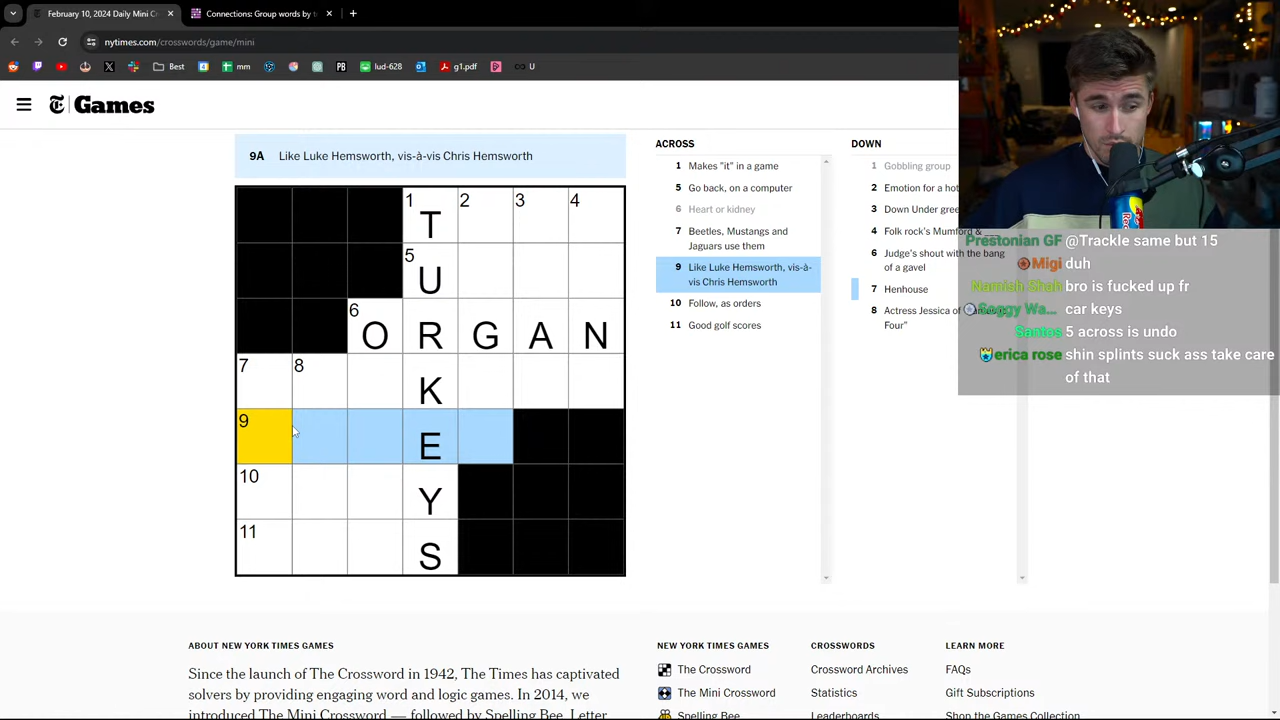 February 10, 2024 Daily Mini Cr
Connections: Group words by t
nytimes.com/crosswords/game/mini
Best
mm
PB
lud-628
g1.pdf
U
Games
9A Like Luke Hemsworth, vis-à-vis Chris Hemsworth
1 2 3 4
T
5
U
6
O R G A N
7 8
K
9
E
10
Y
11
S
ACROSS
1 Makes "it" in a game
5 Go back, on a computer
6 Heart or kidney
7 Beetles, Mustangs and
Jaguars use them
9 Like Luke Hemsworth, vis-à-
vis Chris Hemsworth
10 Follow, as orders
11 Good golf scores
DOWN
1 Gobbling group
2 Emotion for a hot
3 Down Under gree
4 Folk rock's Mumford & ___
6 Judge's shout with the bang
of a gavel
7 Henhouse
8 Actress Jessica of
Four"
Prestonian GF @Trackle same but 15
Migi duh
Namish Shah bro is fucked up fr
Soggy Wa... car keys
Santos 5 across is undo
erica rose shin splints suck ass take care
of that
Red
ABOUT NEW YORK TIMES GAMES
Since the launch of The Crossword in 1942, The Times has captivated
solvers by providing engaging word and logic games. In 2014, we
introduced The Mini Crossword — followed by Spelling Bee, Letter
NEW YORK TIMES GAMES
The Crossword
The Mini Crossword
Spelling Bee
CROSSWORDS
Crossword Archives
Statistics
Leaderboards
LEARN MORE
FAQs
Gift Subscriptions
Shop the Games Collection